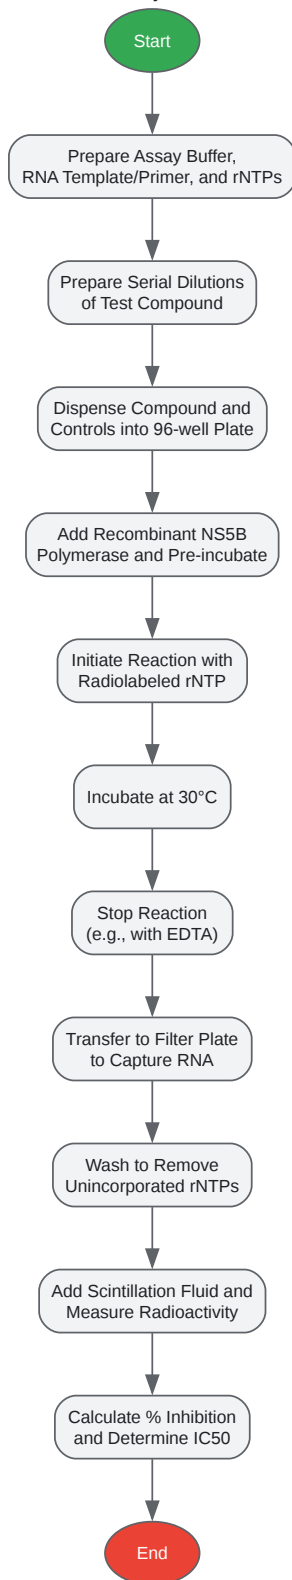 Start
Prepare Assay Buffer,
RNA Template/Primer, and rNTPs
Prepare Serial Dilutions
of Test Compound
Dispense Compound and
Controls into 96-well Plate
Add Recombinant NS5B
Polymerase and Pre-incubate
Initiate Reaction with
Radiolabeled rNTP
Incubate at 30°C
Stop Reaction
(e.g., with EDTA)
Transfer to Filter Plate
to Capture RNA
Wash to Remove
Unincorporated rNTPs
Add Scintillation Fluid and
Measure Radioactivity
Calculate % Inhibition
and Determine IC50
End